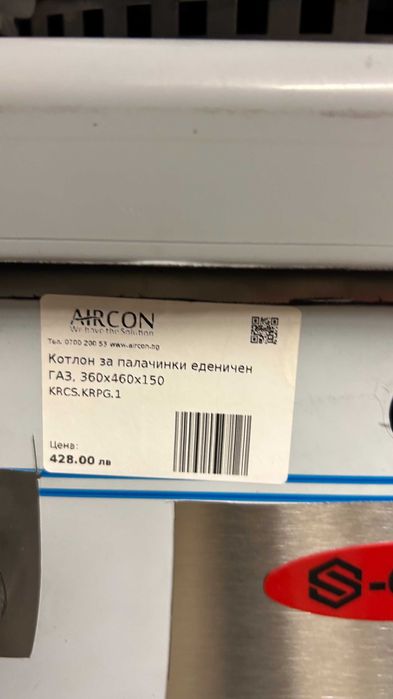 AIRCON
We have the Solution
Тел. 0700 200 53 www.aircon.bg
Котлон за палачинки еденичен
ГАЗ, 360x460x150
KRCS.KRPG.1
Цена:
428.00 лв
S-